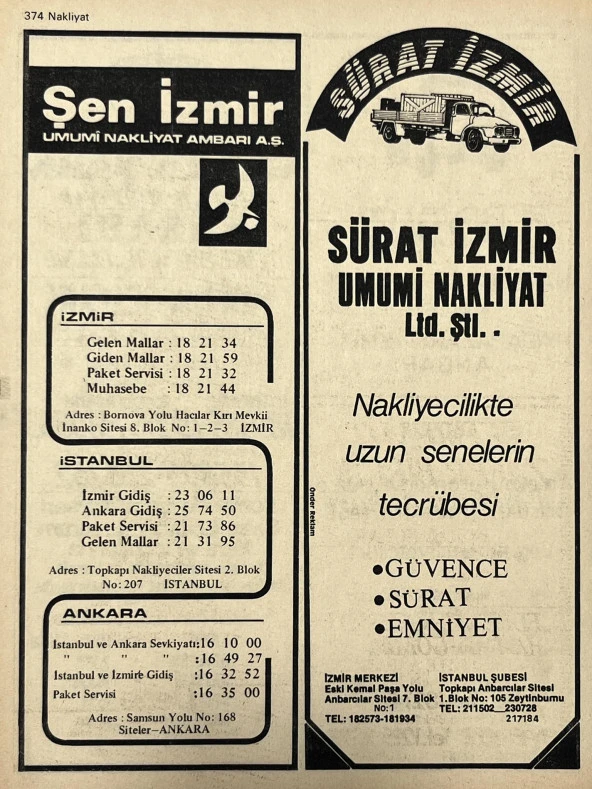 374 Nakliyat
Şen İzmir
UMUMÎ NAKLİYAT AMBARI A.Ş.
İZMİR
Gelen Mallar : 18 21 34
Giden Mallar : 18 21 59
Paket Servisi : 18 21 32
Muhasebe : 18 21 44
Adres : Bornova Yolu Hacılar Kırı Mevkii
İnanko Sitesi 8. Blok No: 1-2-3 İZMİR
İSTANBUL
İzmir Gidiş : 23 06 11
Ankara Gidiş : 25 74 50
Paket Servisi : 21 73 86
Gelen Mallar : 21 31 95
Adres : Topkapı Nakliyeciler Sitesi 2. Blok
No: 207 İSTANBUL
ANKARA
İstanbul ve Ankara Sevkiyatı:16 10 00
" " " :16 49 27
İstanbul ve İzmire Gidiş :16 32 52
Paket Servisi :16 35 00
Adres : Samsun Yolu No: 168
Siteler-ANKARA
SÜRAT İZMİR
SÜRAT İZMİR
UMUMİ NAKLİYAT
Ltd. Şti. .
Nakliyecilikte
uzun senelerin
tecrübesi
•GÜVENCE
•SÜRAT
•EMNİYET
Önder Reklam
İZMİR MERKEZİ
Eski Kemal Paşa Yolu
Anbarcılar Sitesi 7. Blok
No:1
TEL: 182573-181934
İSTANBUL ŞUBESİ
Topkapı Anbarcılar Sitesi
1.Blok No: 105 Zeytinbumu
TEL: 211502_230728
217184